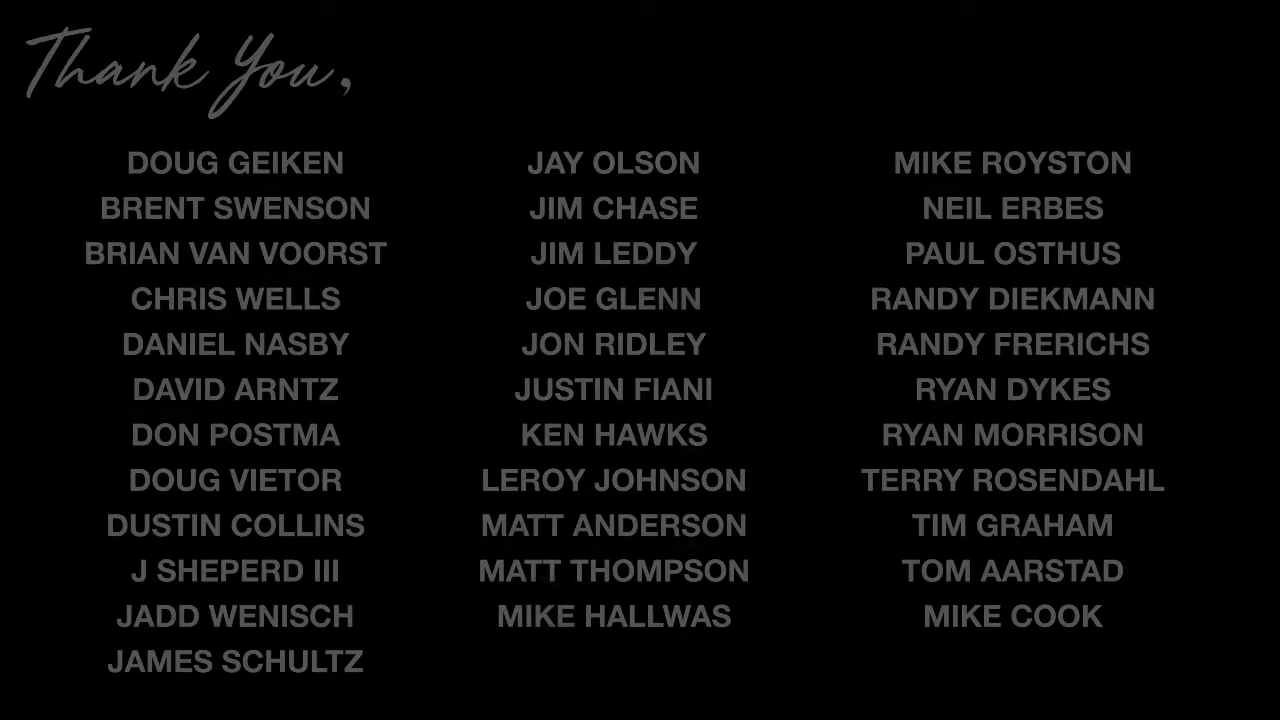 Thank You,
DOUG GEIKEN
BRENT SWENSON
BRIAN VAN VOORST
CHRIS WELLS
DANIEL NASBY
DAVID ARNTZ
DON POSTMA
DOUG VIETOR
DUSTIN COLLINS
J SHEPERD III
JADD WENISCH
JAMES SCHULTZ
JAY OLSON
JIM CHASE
JIM LEDDY
JOE GLENN
JON RIDLEY
JUSTIN FIANI
KEN HAWKS
LEROY JOHNSON
MATT ANDERSON
MATT THOMPSON
MIKE HALLWAS
MIKE ROYSTON
NEIL ERBES
PAUL OSTHUS
RANDY DIEKMANN
RANDY FRERICHS
RYAN DYKES
RYAN MORRISON
TERRY ROSENDAHL
TIM GRAHAM
TOM AARSTAD
MIKE COOK